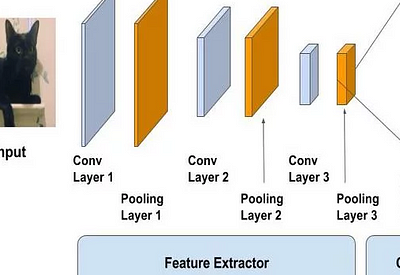 nput
Conv
Layer 1
Pooling
Layer 1
Conv
Layer 2
Pooling
Layer 2
Conv
Layer 3
Pooling
Layer 3
Feature Extractor